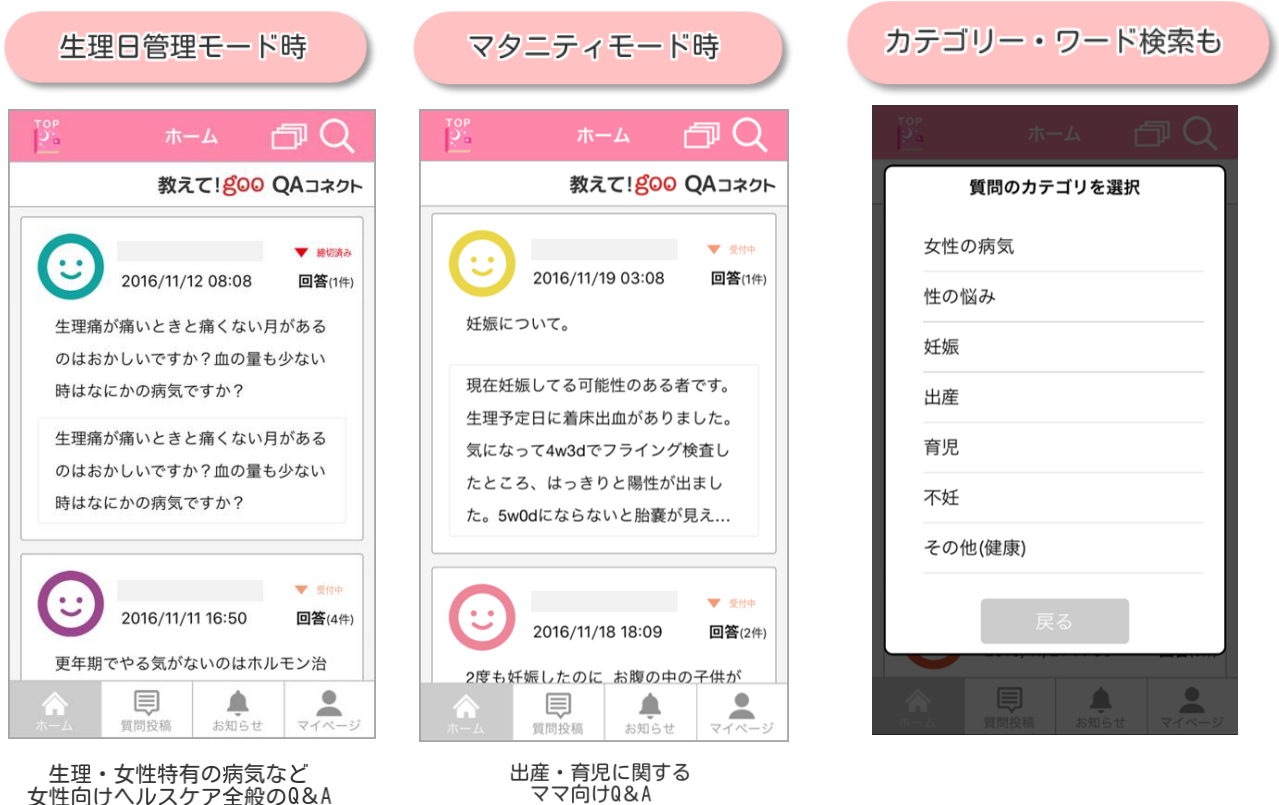 生理日管理モード時
TOP
ホーム
教えて!goo QAコネクト
締切済み
2016/11/12 08:08
回答(1件)
生理痛が痛いときと痛くない月がある
のはおかしいですか？血の量も少ない
時はなにかの病気ですか？
生理痛が痛いときと痛くない月がある
のはおかしいですか？血の量も少ない
時はなにかの病気ですか？
受付中
2016/11/11 16:50
回答(4件)
更年期でやる気がないのはホルモン治
ホーム
質問投稿
お知らせ
マイページ
生理・女性特有の病気など
女性向けヘルスケア全般のQ&A
マタニティモード時
TOP
ホーム
教えて!goo QAコネクト
受付中
2016/11/19 03:08
回答(1件)
妊娠について。
現在妊娠してる可能性のある者です。
生理予定日に着床出血がありました。
気になって4w3dでフライング検査し
たところ、はっきりと陽性が出まし
た。5w0dにならないと胎嚢が見え...
受付中
2016/11/18 18:09
回答(2件)
2度も妊娠したのに お腹の中の子供が
ホーム
質問投稿
お知らせ
マイページ
出産・育児に関する
ママ向けQ&A
カテゴリー・ワード検索も
TOP
ホーム
質問のカテゴリを選択
女性の病気
性の悩み
妊娠
出産
育児
不妊
その他(健康)
戻る
ホーム
質問投稿
お知らせ
マイページ